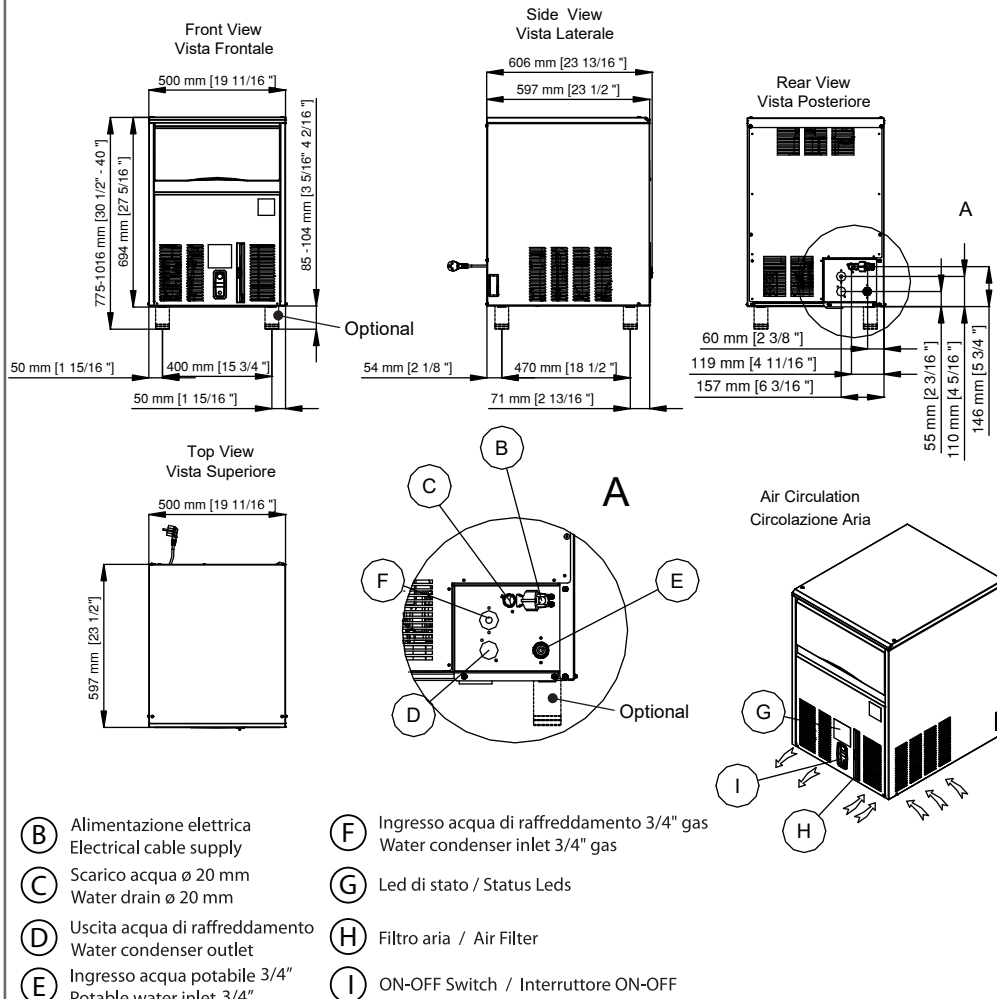 Front View
Vista Frontale
500 mm [19 11/16 "]
775-1016 mm [30 1/2" - 40 "]
694 mm [27 5/16 "]
85 -104 mm [3 5/16" 4 2/16 "]
Optional
50 mm [1 15/16 "]
400 mm [15 3/4 "]
50 mm [1 15/16 "]
Side View
Vista Laterale
606 mm [23 13/16 "]
597 mm [23 1/2 "]
54 mm [2 1/8 "]
470 mm [18 1/2 "]
71 mm [2 13/16 "]
Rear View
Vista Posteriore
A
60 mm [2 3/8 "]
119 mm [4 11/16 "]
157 mm [6 3/16 "]
55 mm [2 3/16 "]
110 mm [4 5/16 "]
146 mm [5 3/4 "]
Top View
Vista Superiore
500 mm [19 11/16 "]
597 mm [23 1/2 "]
A
B
C
F
E
D
Optional
Air Circulation
Circolazione Aria
G
I
H
B Alimentazione elettrica
Electrical cable supply
C Scarico acqua ø 20 mm
Water drain ø 20 mm
D Uscita acqua di raffreddamento
Water condenser outlet
E Ingresso acqua potabile 3/4"
Potable water inlet 3/4"
F Ingresso acqua di raffreddamento 3/4" gas
Water condenser inlet 3/4" gas
G Led di stato / Status Leds
H Filtro aria / Air Filter
I ON-OFF Switch / Interruttore ON-OFF